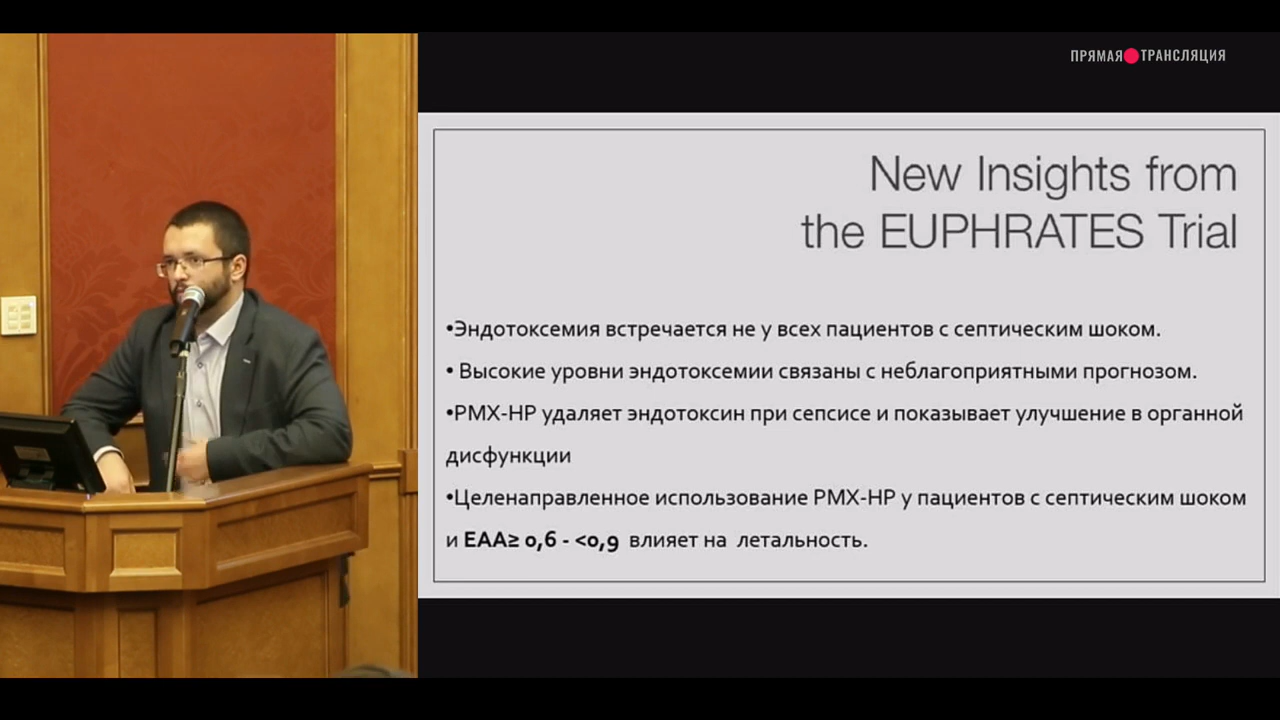 ПРЯМАЯ ТРАНСЛЯЦИЯ
New Insights from
the EUPHRATES Trial
•Эндотоксемия встречается не у всех пациентов с септическим шоком.
• Высокие уровни эндотоксемии связаны с неблагоприятными прогнозом.
•PMX-HP удаляет эндотоксин при сепсисе и показывает улучшение в органной
дисфункции
•Целенаправленное использование PMX-HP у пациентов с септическим шоком
и EAA≥ 0,6 - <0,9 влияет на летальность.